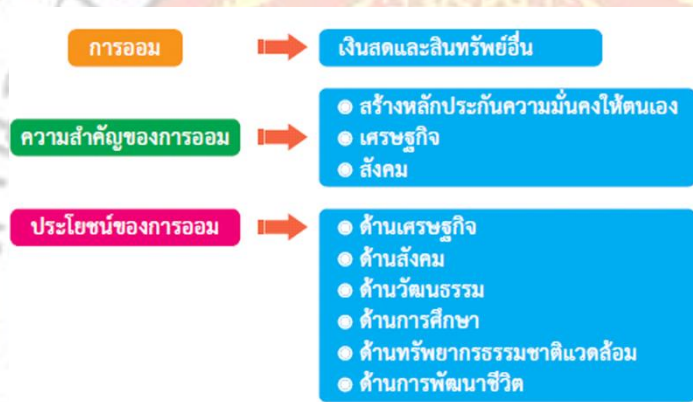 การออม
เงินสดและสินทรัพย์อื่น
ความสำคัญของการออม
สร้างหลักประกันความมั่นคงให้ตนเอง
เศรษฐกิจ
สังคม
ประโยชน์ของการออม
ด้านเศรษฐกิจ
ด้านสังคม
ด้านวัฒนธรรม
ด้านการศึกษา
ด้านทรัพยากรธรรมชาติแวดล้อม
ด้านการพัฒนาชีวิต